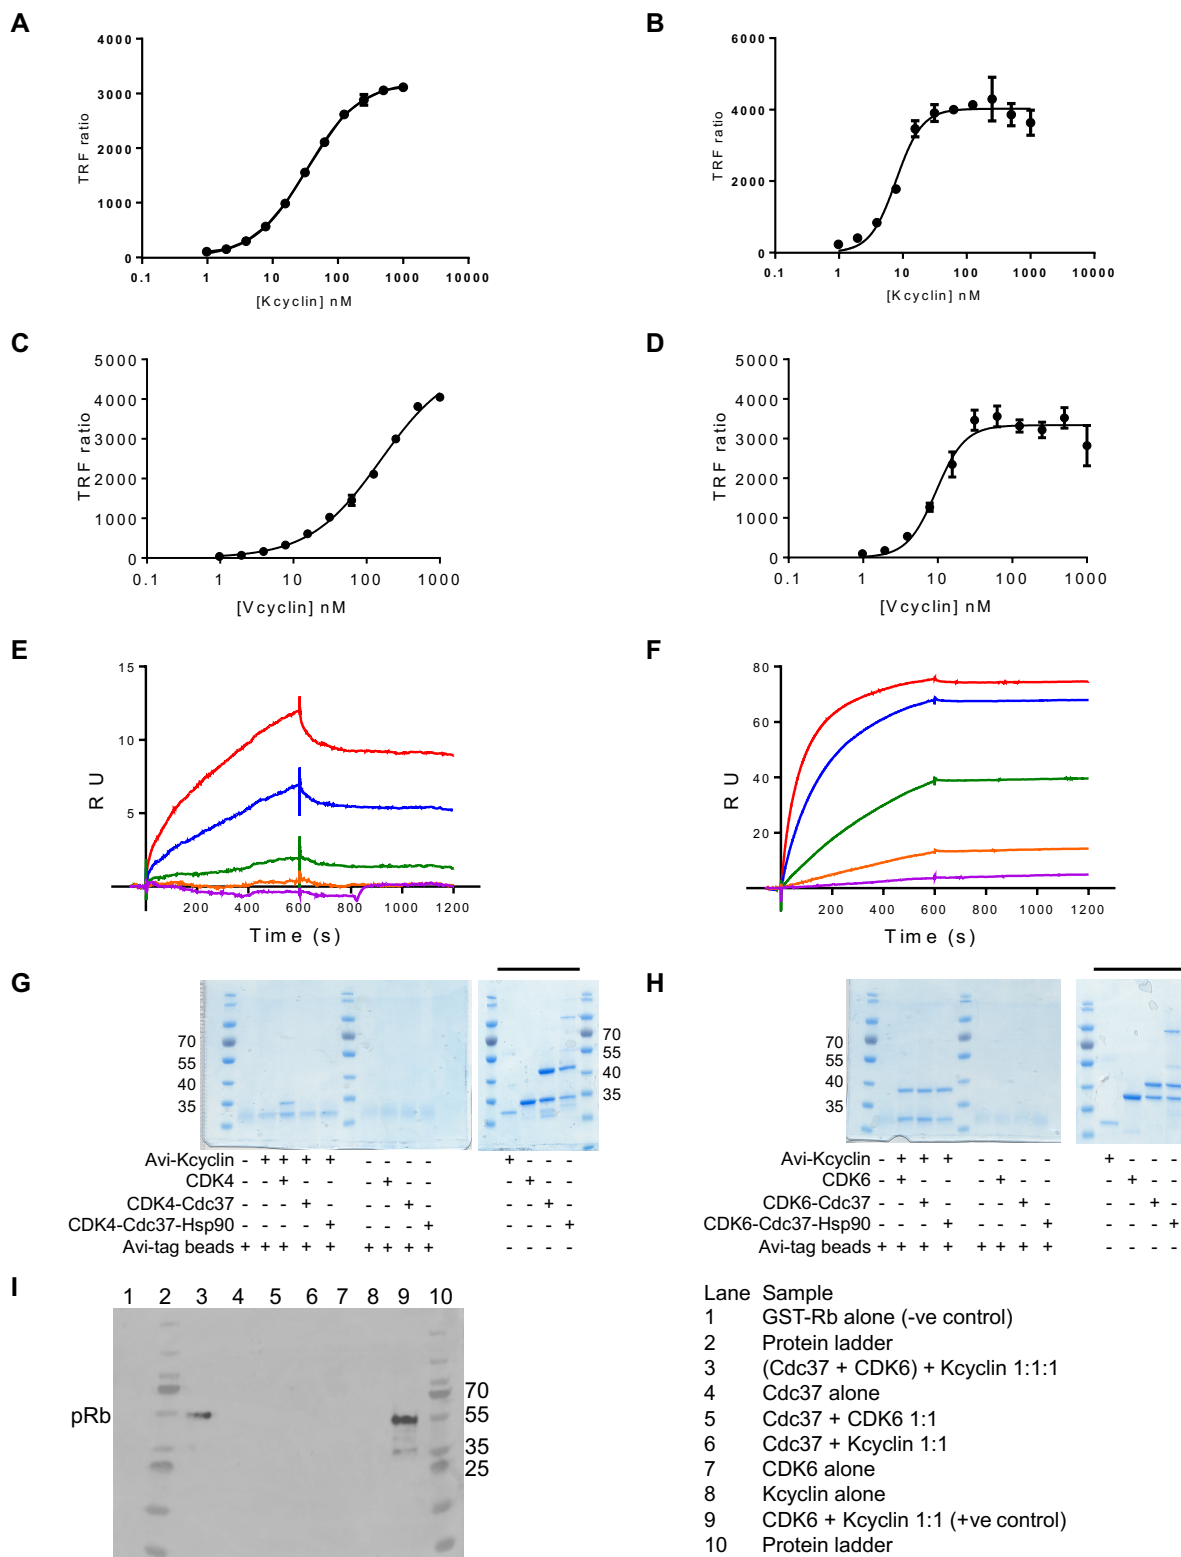 A
B
4000
3000
2000
1000
0
TRF ratio
0.1 1 10 100 1000 10000
[Kcyclin] nM
6000
4000
2000
0
TRF ratio
0.1 1 10 100 1000 10000
[Kcyclin] nM
C
D
5000
4000
3000
2000
1000
0
TRF ratio
0.1 1 10 100 1000
[Vcyclin] nM
5000
4000
3000
2000
1000
0
TRF ratio
0.1 1 10 100 1000
[Vcyclin] nM
E
F
15
10
5
RU
200 400 600 800 1000 1200
Time (s)
80
60
40
20
RU
200 400 600 800 1000 1200
Time (s)
G
H
70
55
40
35
70
55
40
35
Avi-Kcyclin - + + + + - - - - + - - -
CDK4 - - + - - - + - - - + - -
CDK4-Cdc37 - - - + - - - + - - - + -
CDK4-Cdc37-Hsp90 - - - - + - - - + - - - +
Avi-tag beads + + + + + + + + + - - - -
70
55
40
35
Avi-Kcyclin - + + + - - - - + - - -
CDK6 - + - - - + - - - + - -
CDK6-Cdc37 - - + - - - + - - - + -
CDK6-Cdc37-Hsp90 - - - + - - - + - - - +
Avi-tag beads + + + + + + + + - - - -
I
1 2 3 4 5 6 7 8 9 10
pRb
70
55
35
25
Lane Sample
1 GST-Rb alone (-ve control)
2 Protein ladder
3 (Cdc37 + CDK6) + Kcyclin 1:1:1
4 Cdc37 alone
5 Cdc37 + CDK6 1:1
6 Cdc37 + Kcyclin 1:1
7 CDK6 alone
8 Kcyclin alone
9 CDK6 + Kcyclin 1:1 (+ve control)
10 Protein ladder